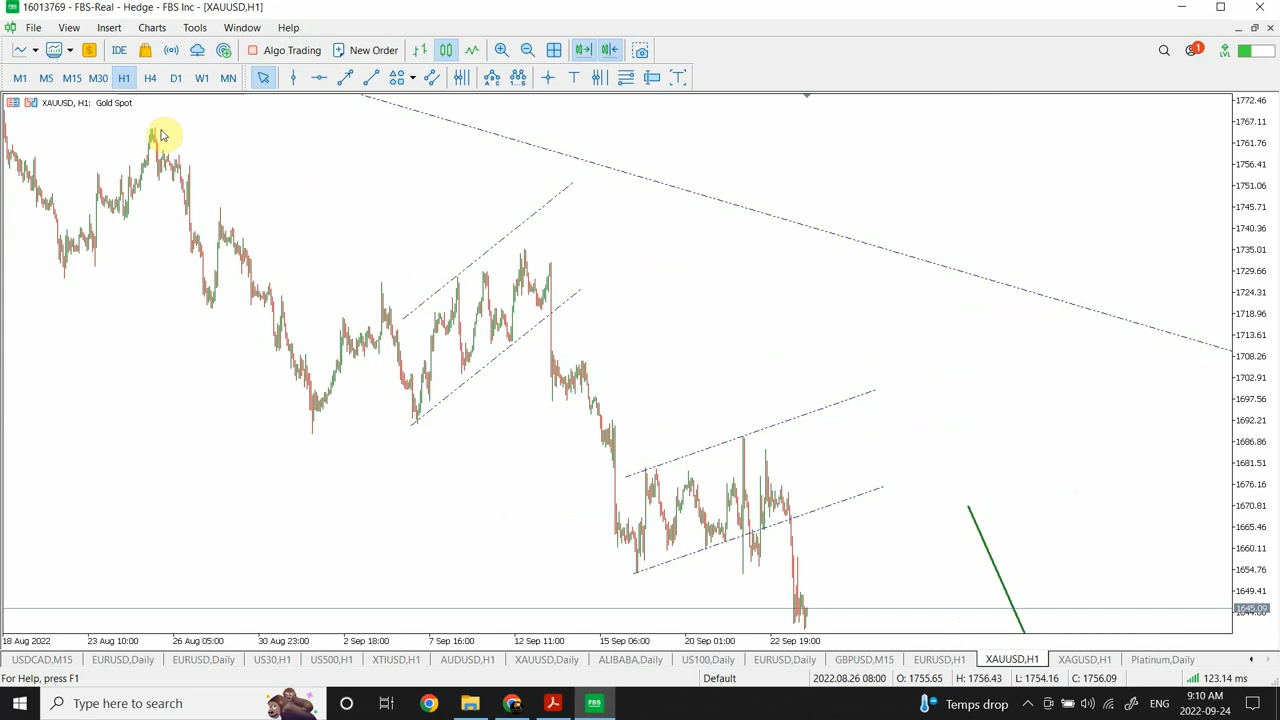 16013769 - FBS-Real - Hedge - FBS Inc - [XAUUSD,H1]
File View Insert Charts Tools Window Help
IDE Algo Trading New Order 1 LVL
M1 M5 M15 M30 H1 H4 D1 W1 MN
XAUUSD, H1: Gold Spot
1772.46
1767.11
1761.76
1756.41
1751.06
1745.71
1740.36
1735.01
1729.66
1724.31
1718.96
1713.61
1708.26
1702.91
1697.56
1692.21
1686.86
1681.51
1676.16
1670.81
1665.46
1660.11
1654.76
1649.41
1645.09
18 Aug 2022 23 Aug 10:00 26 Aug 05:00 30 Aug 23:00 2 Sep 18:00 7 Sep 16:00 12 Sep 11:00 15 Sep 06:00 20 Sep 01:00 22 Sep 19:00
USDCAD,M15 EURUSD,Daily EURUSD,Daily US30,H1 US500,H1 XTIUSD,H1 AUDUSD,H1 XAUUSD,Daily ALIBABA,Daily US100,Daily EURUSD,Daily GBPUSD,M15 EURUSD,H1 XAUUSD,H1 XAGUSD,H1 Platinum,Daily
For Help, press F1 Default 2022.08.26 08:00 O: 1755.65 H: 1756.43 L: 1754.16 C: 1756.09 123.14 ms
Type here to search FBS Temps drop ENG 9:10 AM
2022-09-24